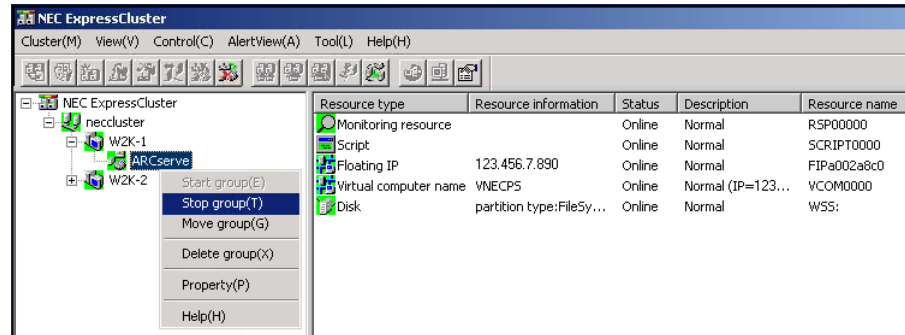 NEC ExpressCluster
Cluster(M) View(V) Control(C) AlertView(A) Tool(L) Help(H)
NEC ExpressCluster
neccluster
W2K-1
ARCserve
W2K-2
Start group(E)
Stop group(T)
Move group(G)
Delete group(X)
Property(P)
Help(H)
Resource type Resource information Status Description Resource name
Monitoring resource Online Normal RSP00000
Script Online Normal SCRIPT0000
Floating IP 123.456.7.890 Online Normal FIPa002a8c0
Virtual computer name VNECPS Online Normal (IP=123... VCOM0000
Disk partition type:FileSy... Online Normal WSS: